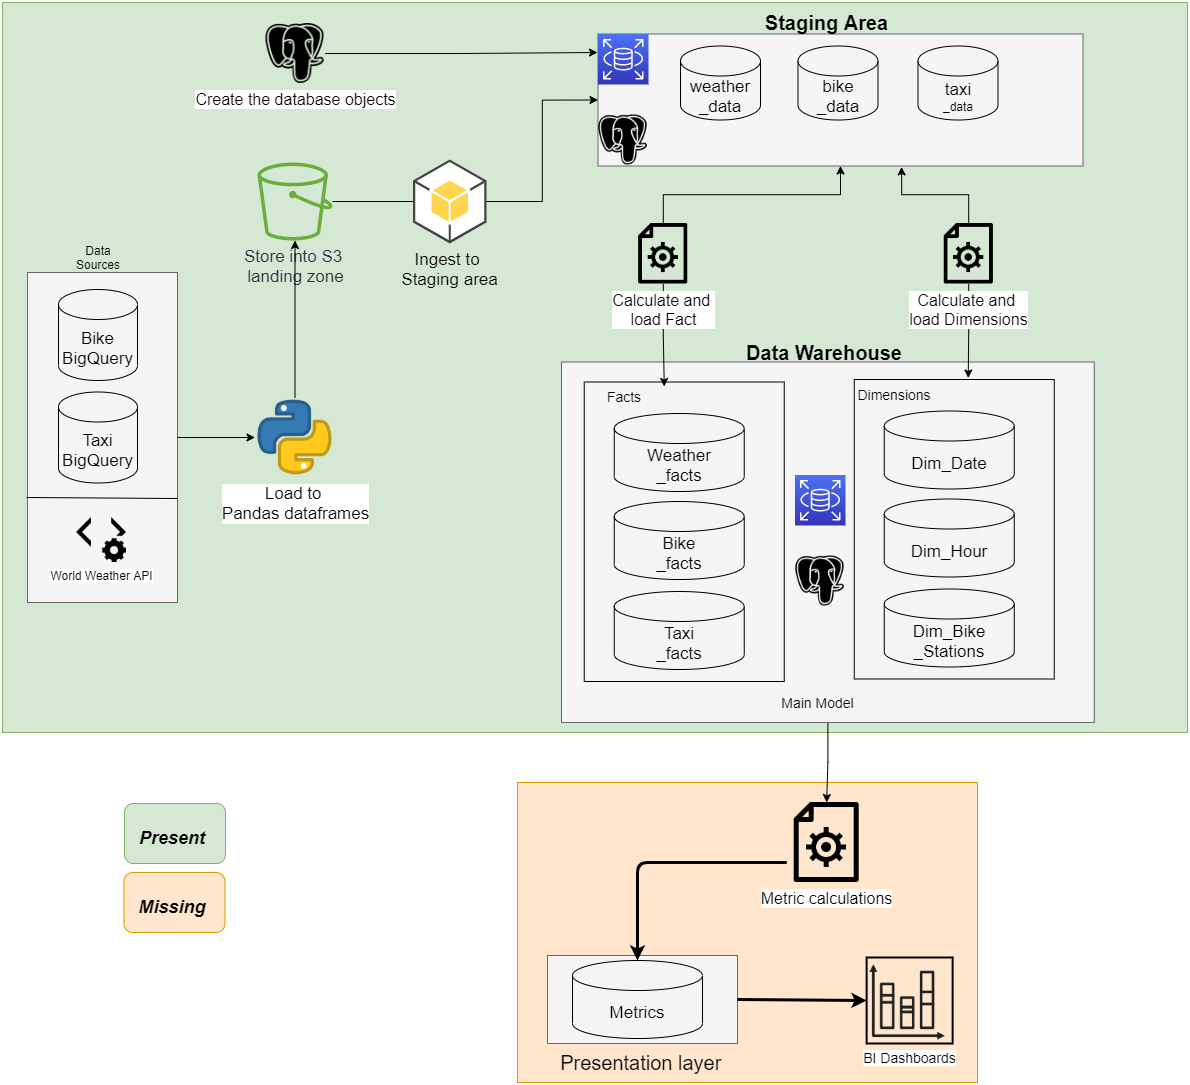 Staging Area
Create the database objects
weather
_data
bike
_data
taxi
_data
Store into S3
landing zone
Ingest to
Staging area
Data
Sources
Bike
BigQuery
Taxi
BigQuery
World Weather API
Load to
Pandas dataframes
Calculate and
load Fact
Calculate and
load Dimensions
Data Warehouse
Facts
Weather
_facts
Bike
_facts
Taxi
_facts
Dimensions
Dim_Date
Dim_Hour
Dim_Bike
_Stations
Main Model
Present
Missing
Metric calculations
Metrics
Presentation layer
BI Dashboards